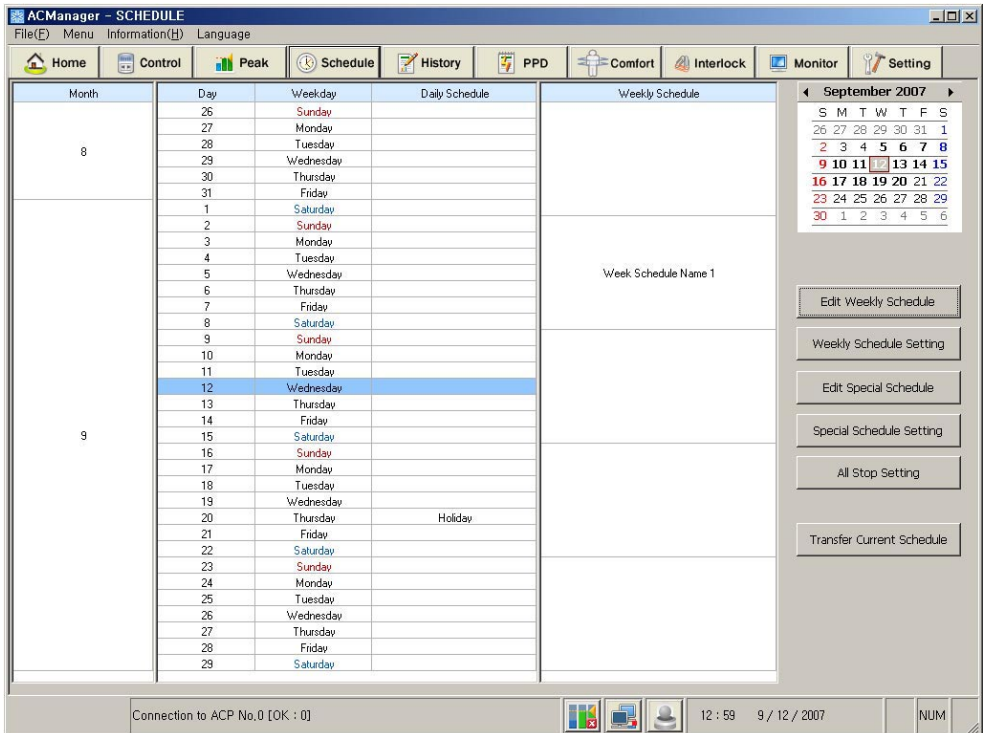 ACManager - SCHEDULE
File(F) Menu Information(H) Language
Home Control Peak Schedule History PPD Comfort Interlock Monitor Setting
Month Day Weekday Daily Schedule Weekly Schedule
8
26 Sunday
27 Monday
28 Tuesday
29 Wednesday
30 Thursday
31 Friday
9
1 Saturday
2 Sunday
3 Monday
4 Tuesday
5 Wednesday
6 Thursday
7 Friday
8 Saturday
9 Sunday
10 Monday
11 Tuesday
12 Wednesday
13 Thursday
14 Friday
15 Saturday
16 Sunday
17 Monday
18 Tuesday
19 Wednesday
20 Thursday Holiday
21 Friday
22 Saturday
23 Sunday
24 Monday
25 Tuesday
26 Wednesday
27 Thursday
28 Friday
29 Saturday
Week Schedule Name 1
September 2007
S M T W T F S
26 27 28 29 30 31 1
2 3 4 5 6 7 8
9 10 11 12 13 14 15
16 17 18 19 20 21 22
23 24 25 26 27 28 29
30 1 2 3 4 5 6
Edit Weekly Schedule
Weekly Schedule Setting
Edit Special Schedule
Special Schedule Setting
All Stop Setting
Transfer Current Schedule
Connection to ACP No,0 [OK : 0] 12 : 59 9 / 12 / 2007 NUM